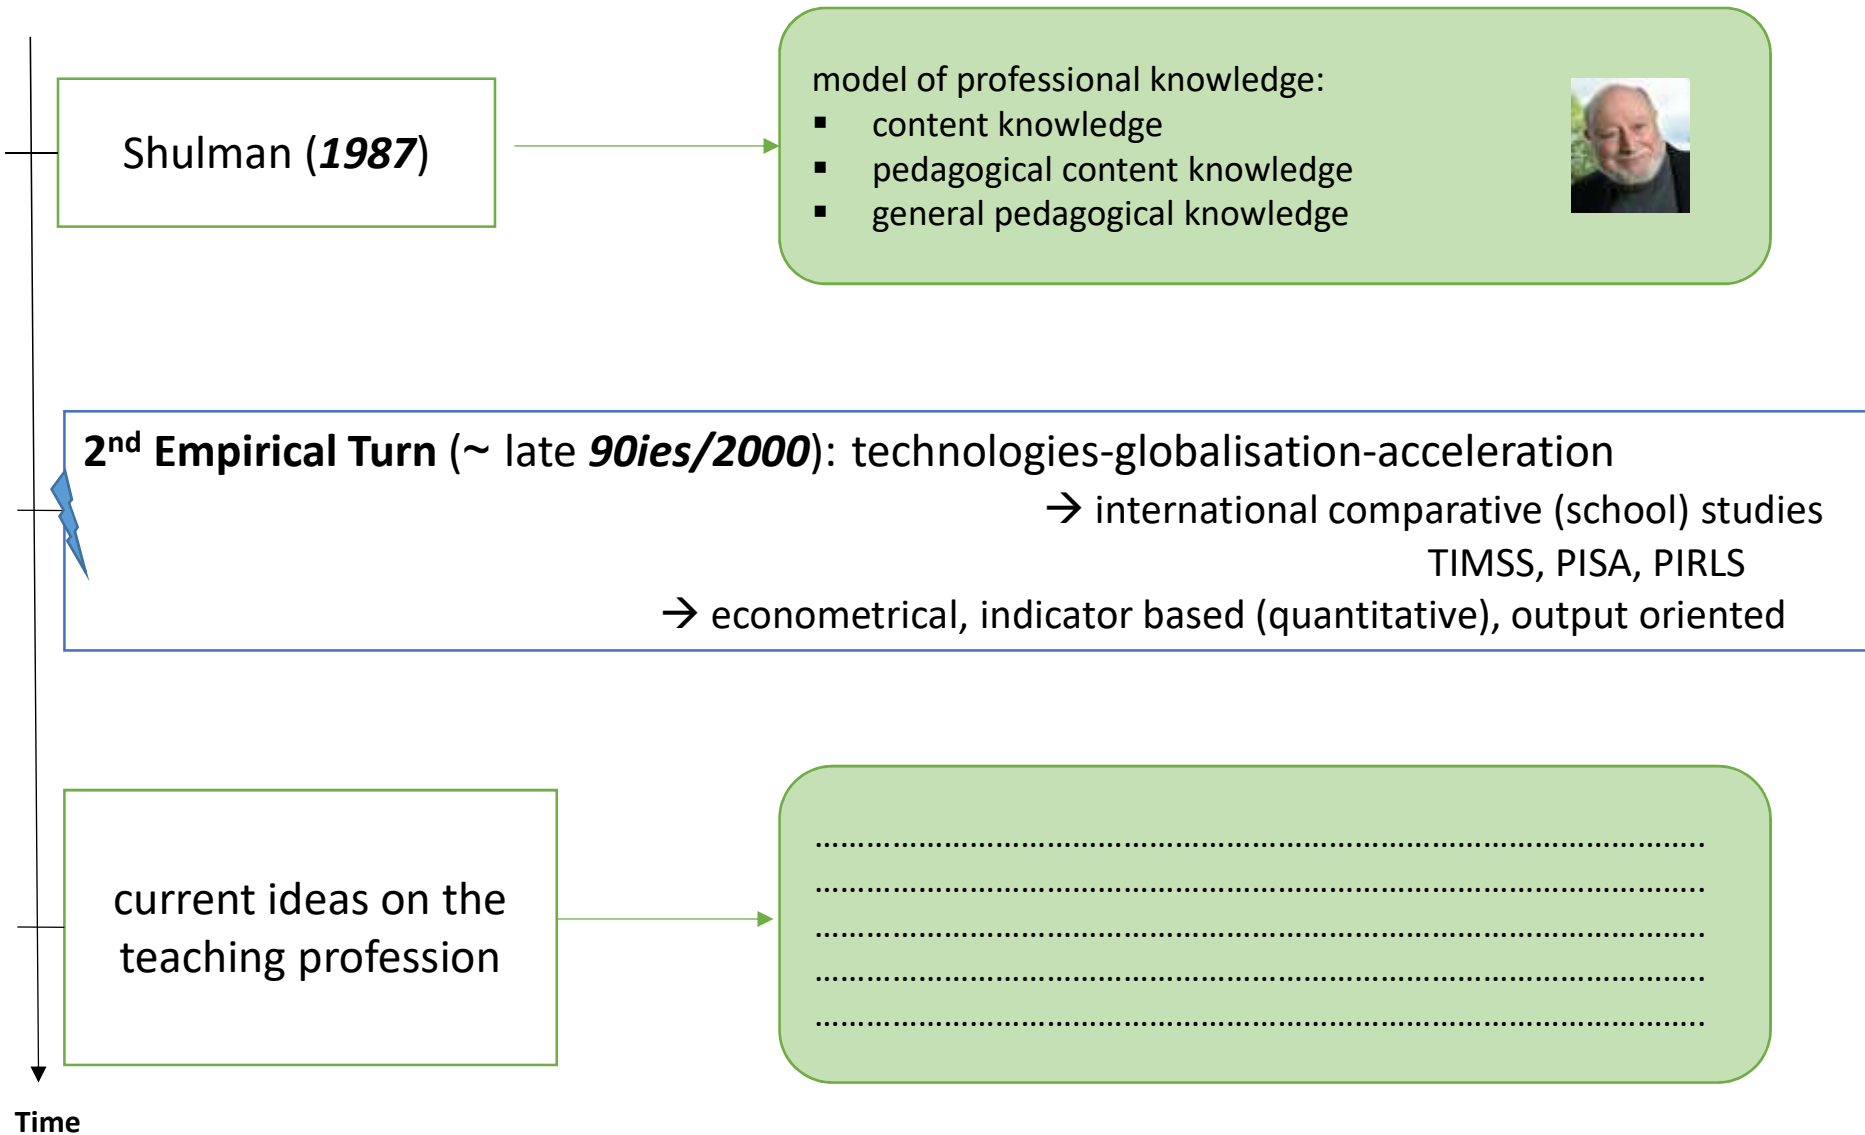 Shulman (1987)
model of professional knowledge:
▪ content knowledge
▪ pedagogical content knowledge
▪ general pedagogical knowledge
2nd Empirical Turn (~ late 90ies/2000): technologies-globalisation-acceleration
→ international comparative (school) studies
TIMSS, PISA, PIRLS
→ econometrical, indicator based (quantitative), output oriented
current ideas on the
teaching profession
………………………………………………………………………………………..
………………………………………………………………………………………..
………………………………………………………………………………………..
………………………………………………………………………………………..
………………………………………………………………………………………..
Time